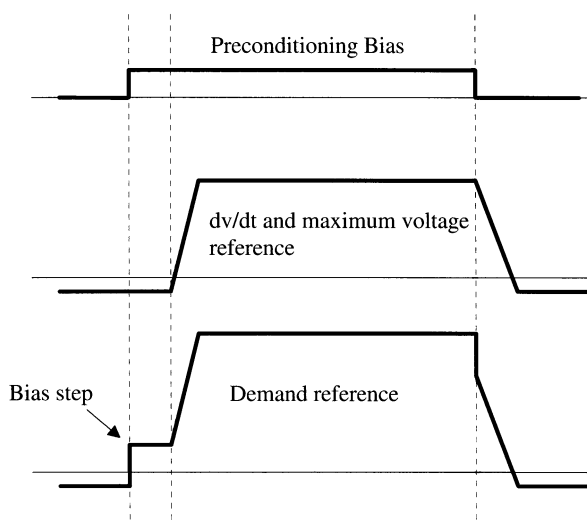 Preconditioning Bias
dv/dt and maximum voltage
reference
Bias step
Demand reference